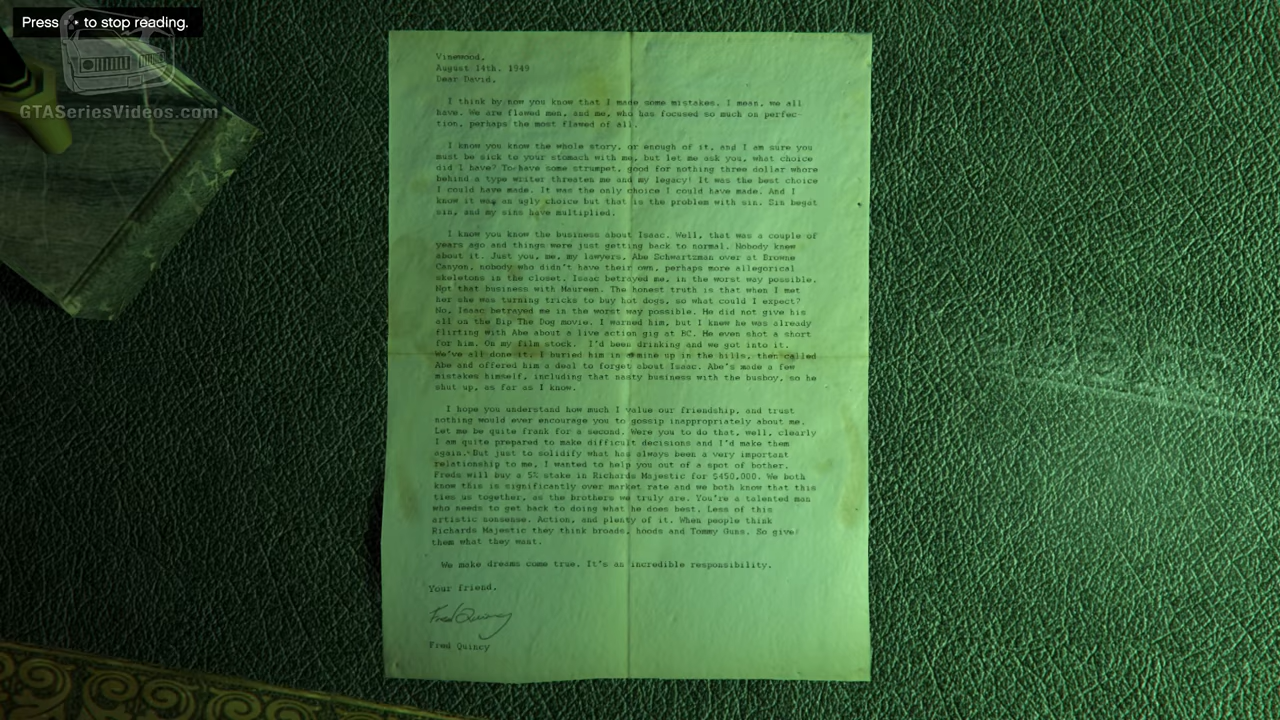 Press to stop reading.
GTASeriesVideos.com
Vinewood,
August 14th, 1949
Dear David,
I think by now you know that I made some mistakes. I mean, we all
have. We are flawed men, and me, who has focused so much on perfec-
tion, perhaps the most flawed of all.
I know you know the whole story, or enough of it, and I am sure you
must be sick to your stomach with me, but let me ask you, what choice
did I have? To have some strumpet, good for nothing three dollar whore
behind a type writer threaten me and my legacy! It was the best choice
I could have made. It was the only choice I could have made. And I
know it was an ugly choice but that is the problem with sin. Sin begat
sin, and my sins have multiplied.
I know you know the business about Isaac. Well, that was a couple of
years ago and things were just getting back to normal. Nobody knew
about it. Just you, me, my lawyers, Abe Schwartzman over at Browne
Canyon, nobody who didn't have their own, perhaps more allegorical
skeletons in the closet. Isaac betrayed me, in the worst way possible.
Not that business with Maureen. The honest truth is that when I met
her she was turning tricks to buy hot dogs, so what could I expect?
No, Isaac betrayed me in the worst way possible. He did not give his
all on the Bip The Dog movie. I warned him, but I knew he was already
flirting with Abe about a live action gig at BC. He even shot a short
for him. On my film stock. I'd been drinking and we got into it.
We've all done it. I buried him in a mine up in the hills, then called
Abe and offered him a deal to forget about Isaac. Abe's made a few
mistakes himself, including that nasty business with the busboy, so he
shut up, as far as I know.
I hope you understand how much I value our friendship, and trust
nothing would ever encourage you to gossip inappropriately about me.
Let me be quite frank for a second. Were you to do that, well, clearly
I am quite prepared to make difficult decisions and I'd make them
again. But just to solidify what has always been a very important
relationship to me, I wanted to help you out of a spot of bother.
Freds will buy a 5% stake in Richards Majestic for $450,000. We both
know this is significantly over market rate and we both know that this
ties us together, as the brothers we truly are. You're a talented man
who needs to get back to doing what he does best. Less of this
artistic nonsense. Action, and plenty of it. When people think
Richards Majestic they think broads, hoods and Tommy Guns. So give
them what they want.
We make dreams come true. It's an incredible responsibility.
Your friend.
Fred Quincy
Fred Quincy